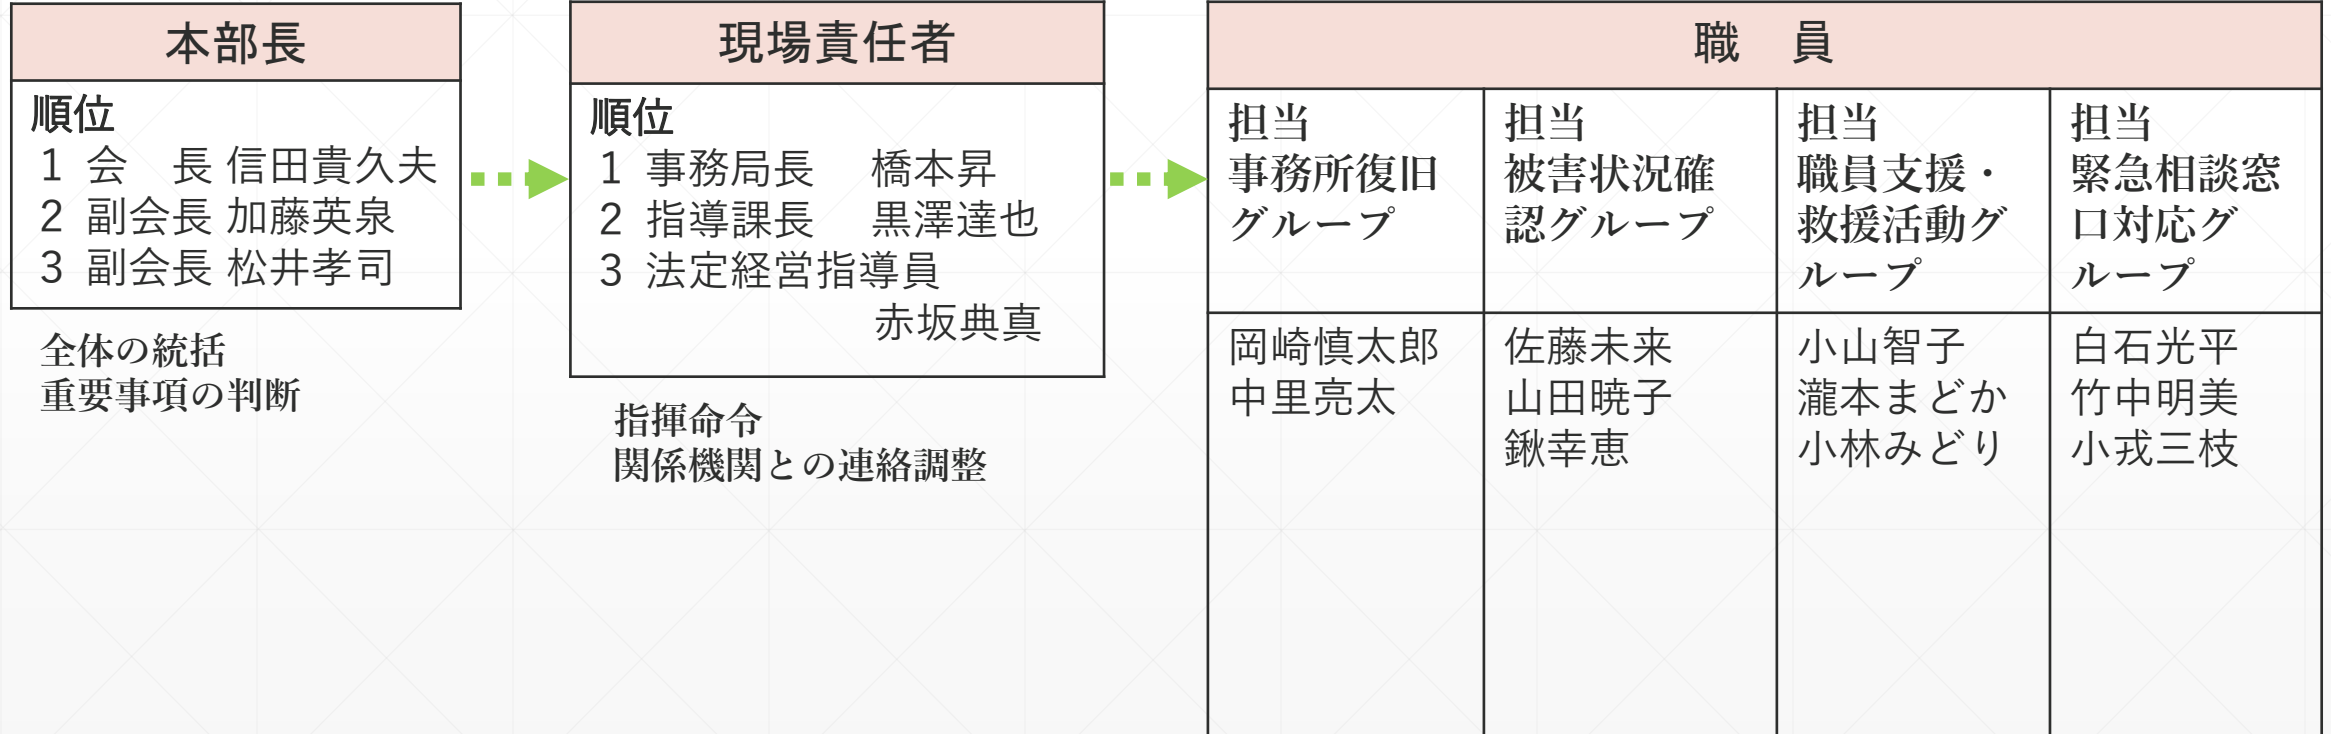 本部長
順位
1 会　長 信田貴久夫
2 副会長 加藤英泉
3 副会長 松井孝司
全体の統括
重要事項の判断
現場責任者
順位
1 事務局長　橋本昇
2 指導課長　黒澤達也
3 法定経営指導員
赤坂典真
指揮命令
関係機関との連絡調整
職　員
担当
事務所復旧
グループ
岡崎慎太郎
中里亮太
担当
被害状況確
認グループ
佐藤未来
山田暁子
鍬幸恵
担当
職員支援・
救援活動グ
ループ
小山智子
瀧本まどか
小林みどり
担当
緊急相談窓
口対応グ
ループ
白石光平
竹中明美
小戎三枝